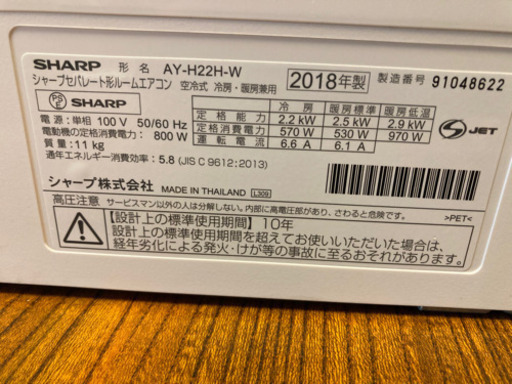 SHARP 形名 AY-H22H-W
シャープセパレート形ルームエアコン 空冷式 冷房・暖房兼用
2018年製
製造番号 91048622
PS E SHARP
電源：単相 100 V 50/60 Hz
電動機の定格消費電力： 800 W
質量：11 kg
冷房 暖房標準 暖房低温
定格能力 2.2 kW 2.5 kW 2.9 kW
定格消費電力 570 W 530 W 970 W
運転電流 6.6 A 6.1 A
S JET
通年エネルギー消費効率： 5.8 (JIS C 9612:2013)
シャープ株式会社 MADE IN THAILAND L309
高圧注意 サービスマン以外の人は分解しない。内部に高電圧部があり、さわると危険です。
>PET<
【設計上の標準使用期間】10年
設計上の標準使用期間を超えてお使いいただいた場合は、
経年劣化による発火・けが等の事故に至るおそれがあります。